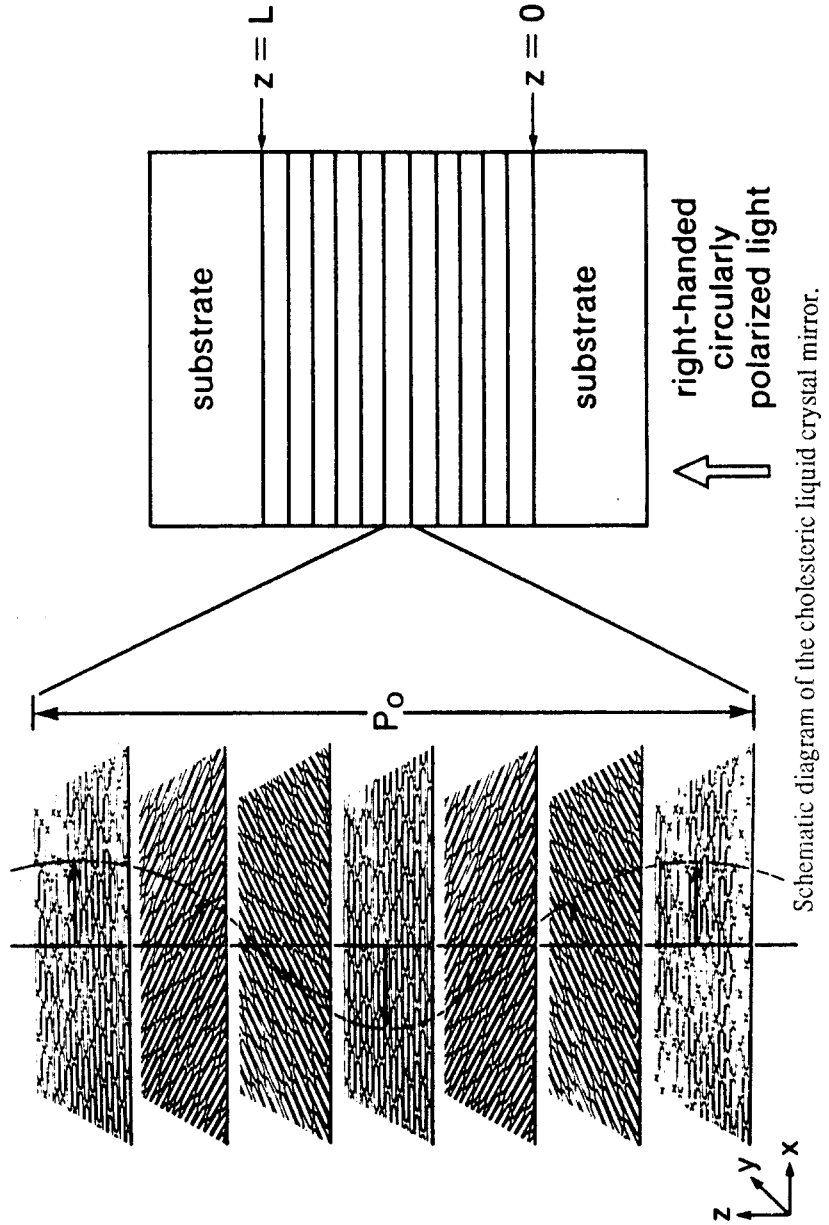 P₀
z
y
x
substrate
z = L
z = 0
substrate
right-handed
circularly
polarized light
Schematic diagram of the cholesteric liquid crystal mirror.